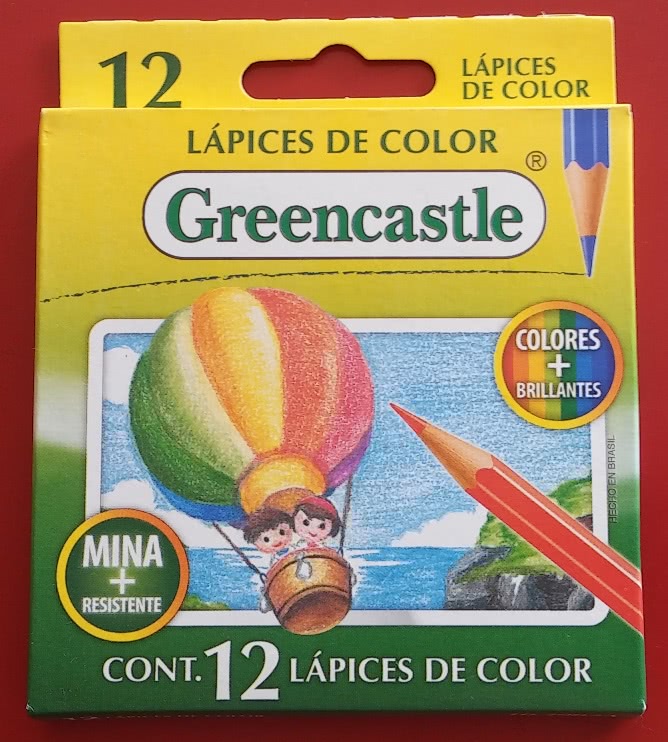 12
LÁPICES
DE COLOR
LÁPICES DE COLOR
Greencastle®
COLORES
+
BRILLANTES
HECHO EN BRASIL
MINA
+
RESISTENTE
CONT. 12 LÁPICES DE COLOR